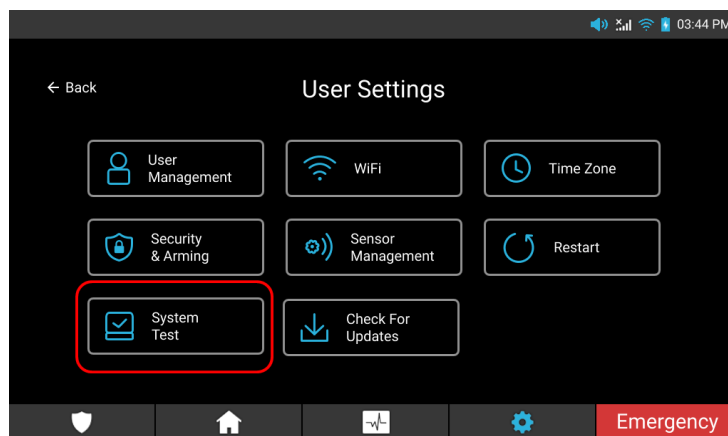 03:44 PM
← Back
User Settings
User
Management
WiFi
Time Zone
Security
& Arming
Sensor
Management
Restart
System
Test
Check For
Updates
Emergency